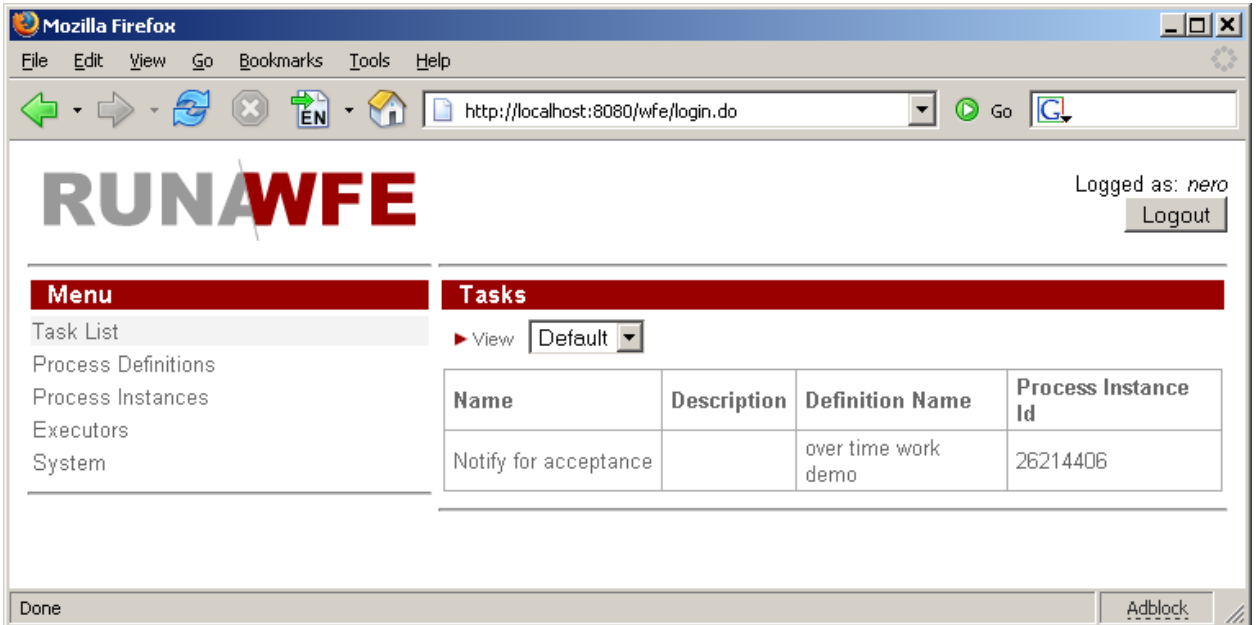 Mozilla Firefox
File Edit View Go Bookmarks Tools Help
EN http://localhost:8080/wfe/login.do Go G
RUNAWFE
Logged as: nero
Logout
Menu
Task List
Process Definitions
Process Instances
Executors
System
Tasks
View Default
Name Description Definition Name Process Instance Id
Notify for acceptance over time work demo 26214406
Done Adblock